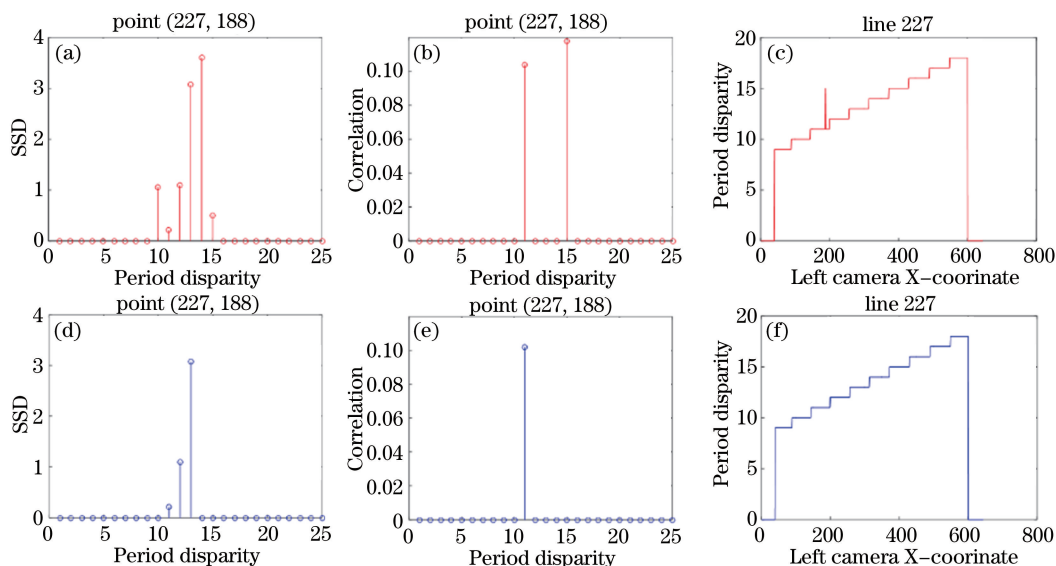 point (227, 188)
(a)
SSD
4
3
2
1
0
0 5 10 15 20 25
Period disparity
point (227, 188)
(b)
Correlation
0.10
0.08
0.06
0.04
0.02
0
0 5 10 15 20 25
Period disparity
line 227
(c)
Period disparity
20
15
10
5
0
0 200 400 600 800
Left camera X-coorinate
point (227, 188)
(d)
SSD
4
3
2
1
0
0 5 10 15 20 25
Period disparity
point (227, 188)
(e)
Correlation
0.10
0.08
0.06
0.04
0.02
0
0 5 10 15 20 25
Period disparity
line 227
(f)
Period disparity
20
15
10
5
0
0 200 400 600 800
Left camera X-coorinate